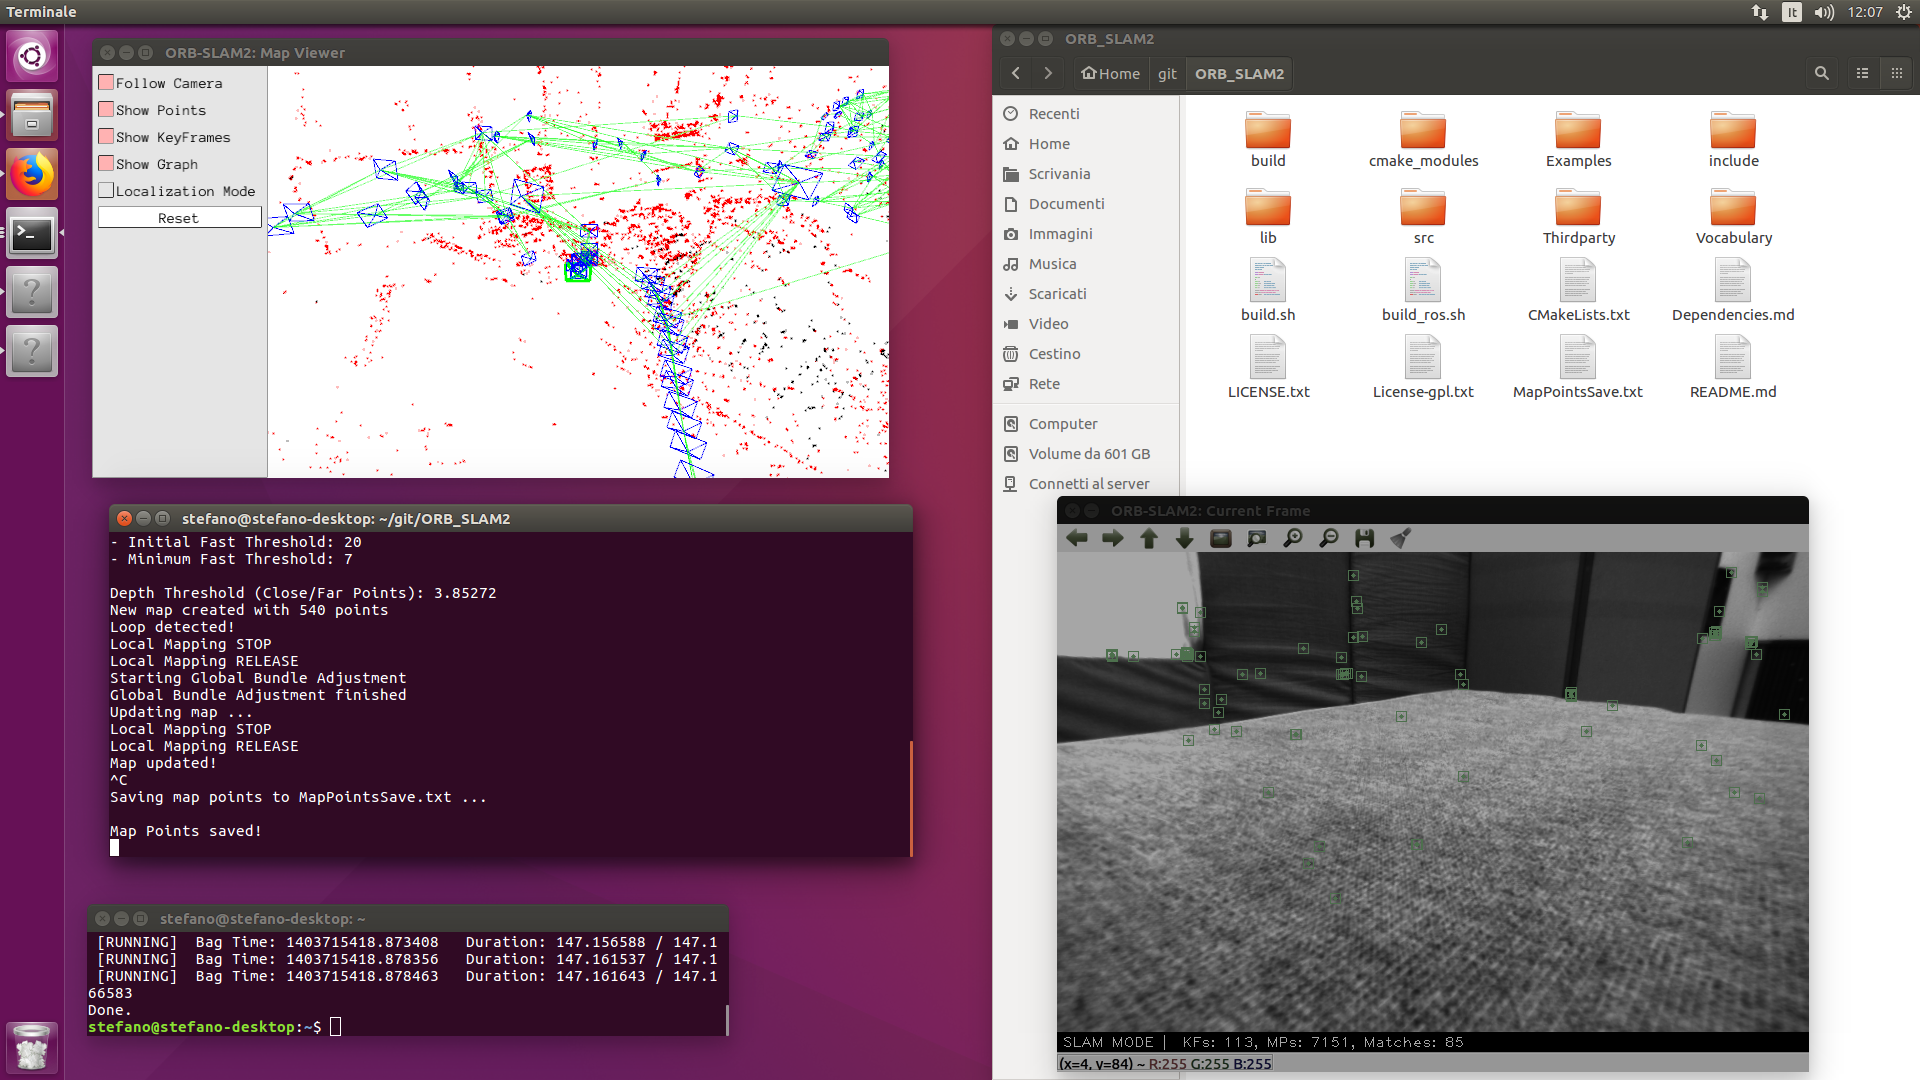 Terminale
It
12:07
ORB-SLAM2: Map Viewer
Follow Camera
Show Points
Show KeyFrames
Show Graph
Localization Mode
Reset
stefano@stefano-desktop: ~/git/ORB_SLAM2
- Initial Fast Threshold: 20
- Minimum Fast Threshold: 7
Depth Threshold (Close/Far Points): 3.85272
New map created with 540 points
Loop detected!
Local Mapping STOP
Local Mapping RELEASE
Starting Global Bundle Adjustment
Global Bundle Adjustment finished
Updating map ...
Local Mapping STOP
Local Mapping RELEASE
Map updated!
^C
Saving map points to MapPointsSave.txt ...
Map Points saved!
stefano@stefano-desktop: ~
[RUNNING]  Bag Time: 1403715418.873408   Duration: 147.156588 / 147.1
[RUNNING]  Bag Time: 1403715418.878356   Duration: 147.161537 / 147.1
[RUNNING]  Bag Time: 1403715418.878463   Duration: 147.161643 / 147.1
66583
Done.
stefano@stefano-desktop:~$
ORB_SLAM2
Home git ORB_SLAM2
Recenti
Home
Scrivania
Documenti
Immagini
Musica
Scaricati
Video
Cestino
Rete
Computer
Volume da 601 GB
Connetti al server
build cmake_modules Examples include
lib src Thirdparty Vocabulary
build.sh build_ros.sh CMakeLists.txt Dependencies.md
LICENSE.txt License-gpl.txt MapPointsSave.txt README.md
ORB-SLAM2: Current Frame
SLAM MODE |  KFs: 113, MPs: 7151, Matches: 85
(x=4, y=84) ~ R:255 G:255 B:255